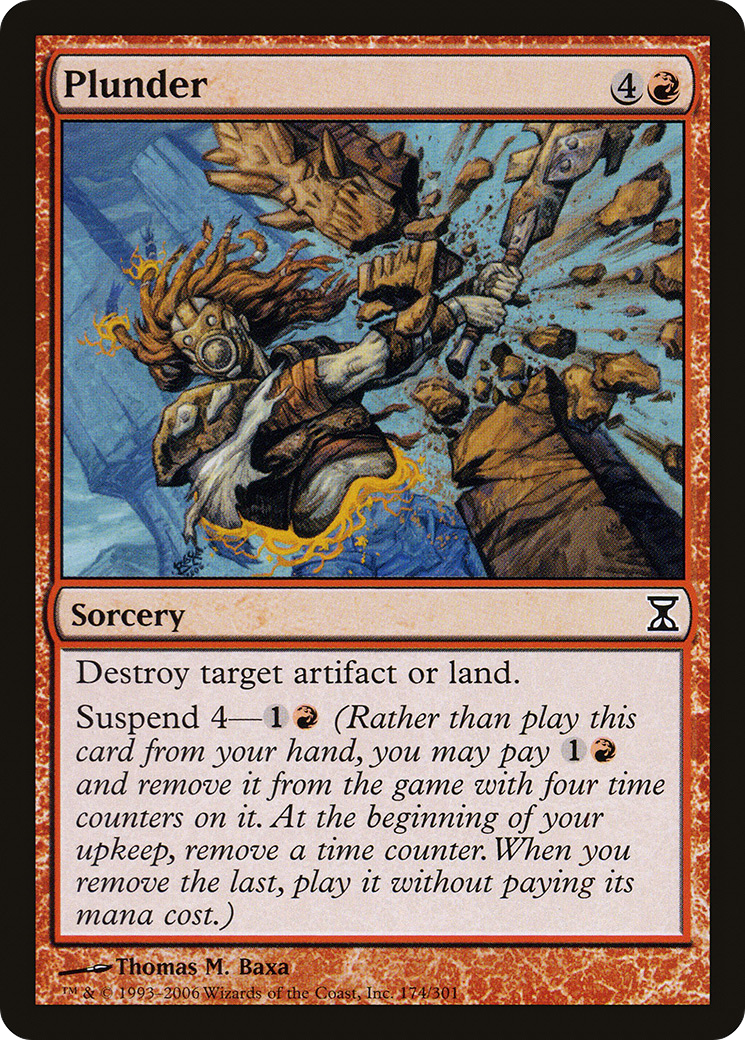 Plunder 4
Sorcery
Destroy target artifact or land.
Suspend 4—1 (Rather than play this
card from your hand, you may pay 1
and remove it from the game with four time
counters on it. At the beginning of your
upkeep, remove a time counter. When you
remove the last, play it without paying its
mana cost.)
Thomas M. Baxa
™ & © 1993–2006 Wizards of the Coast, Inc. 174/301